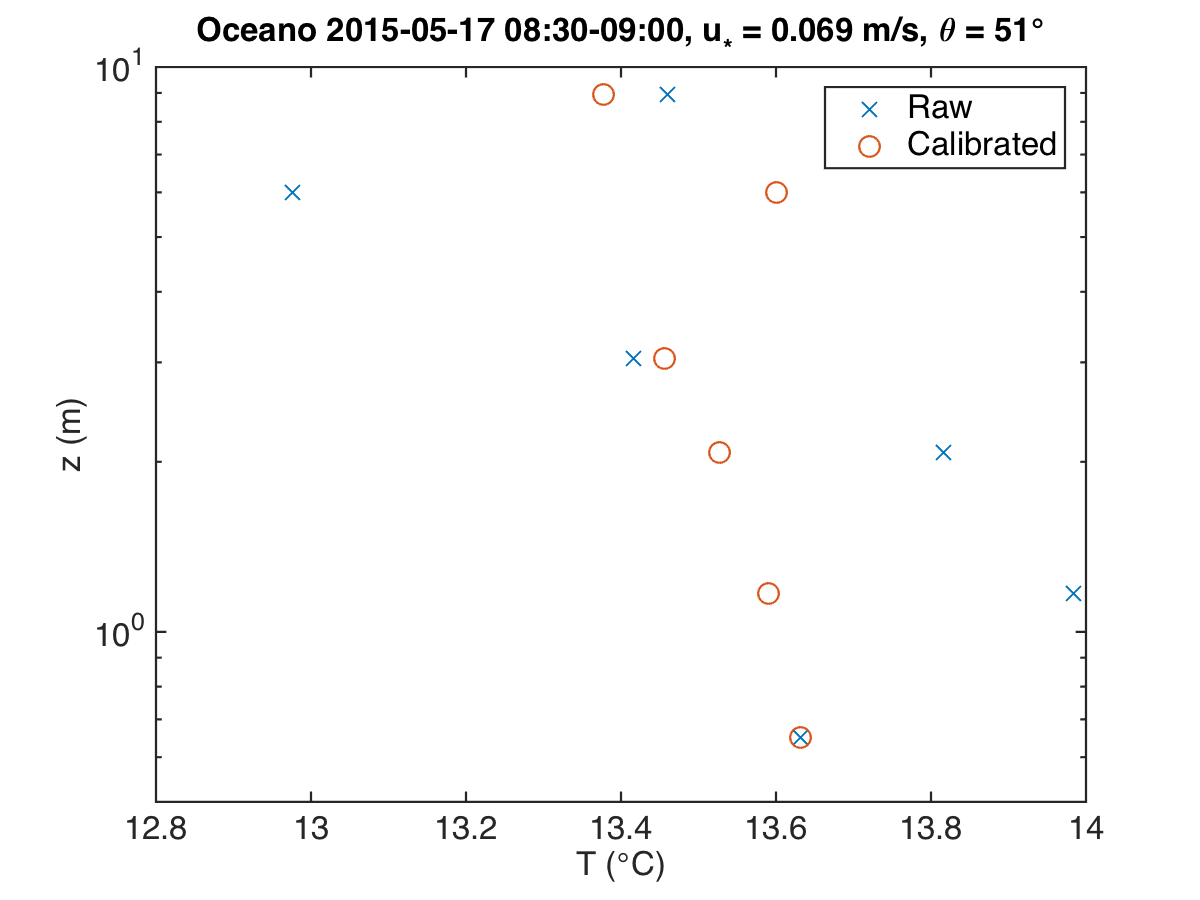 Oceano 2015-05-17 08:30-09:00, u* = 0.069 m/s, θ = 51°
10¹
Raw
Calibrated
z (m)
10⁰
12.8 13 13.2 13.4 13.6 13.8 14
T (°C)